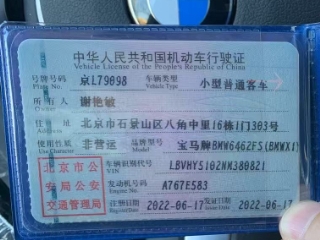 中华人民共和国机动车行驶证
Vehicle License of the People's Republic of China
号牌号码 京L79098 车辆类型 小型普通客车
Plate No. Vehicle Type
所有人 谢艳敏
Owner
住址 北京市石景山区八角中里16栋1门303号
Address
使用性质 非营运 品牌型号 宝马牌BMW6462FS(BMWX1)
Use Character Model
北京市公安局公安交通管理局
车辆识别代号 LBVHY5102NM380821
VIN
发动机号码 A767E583
Engine No.
注册日期 2022-06-17 发证日期 2022-06-17
Register Date Issue Date